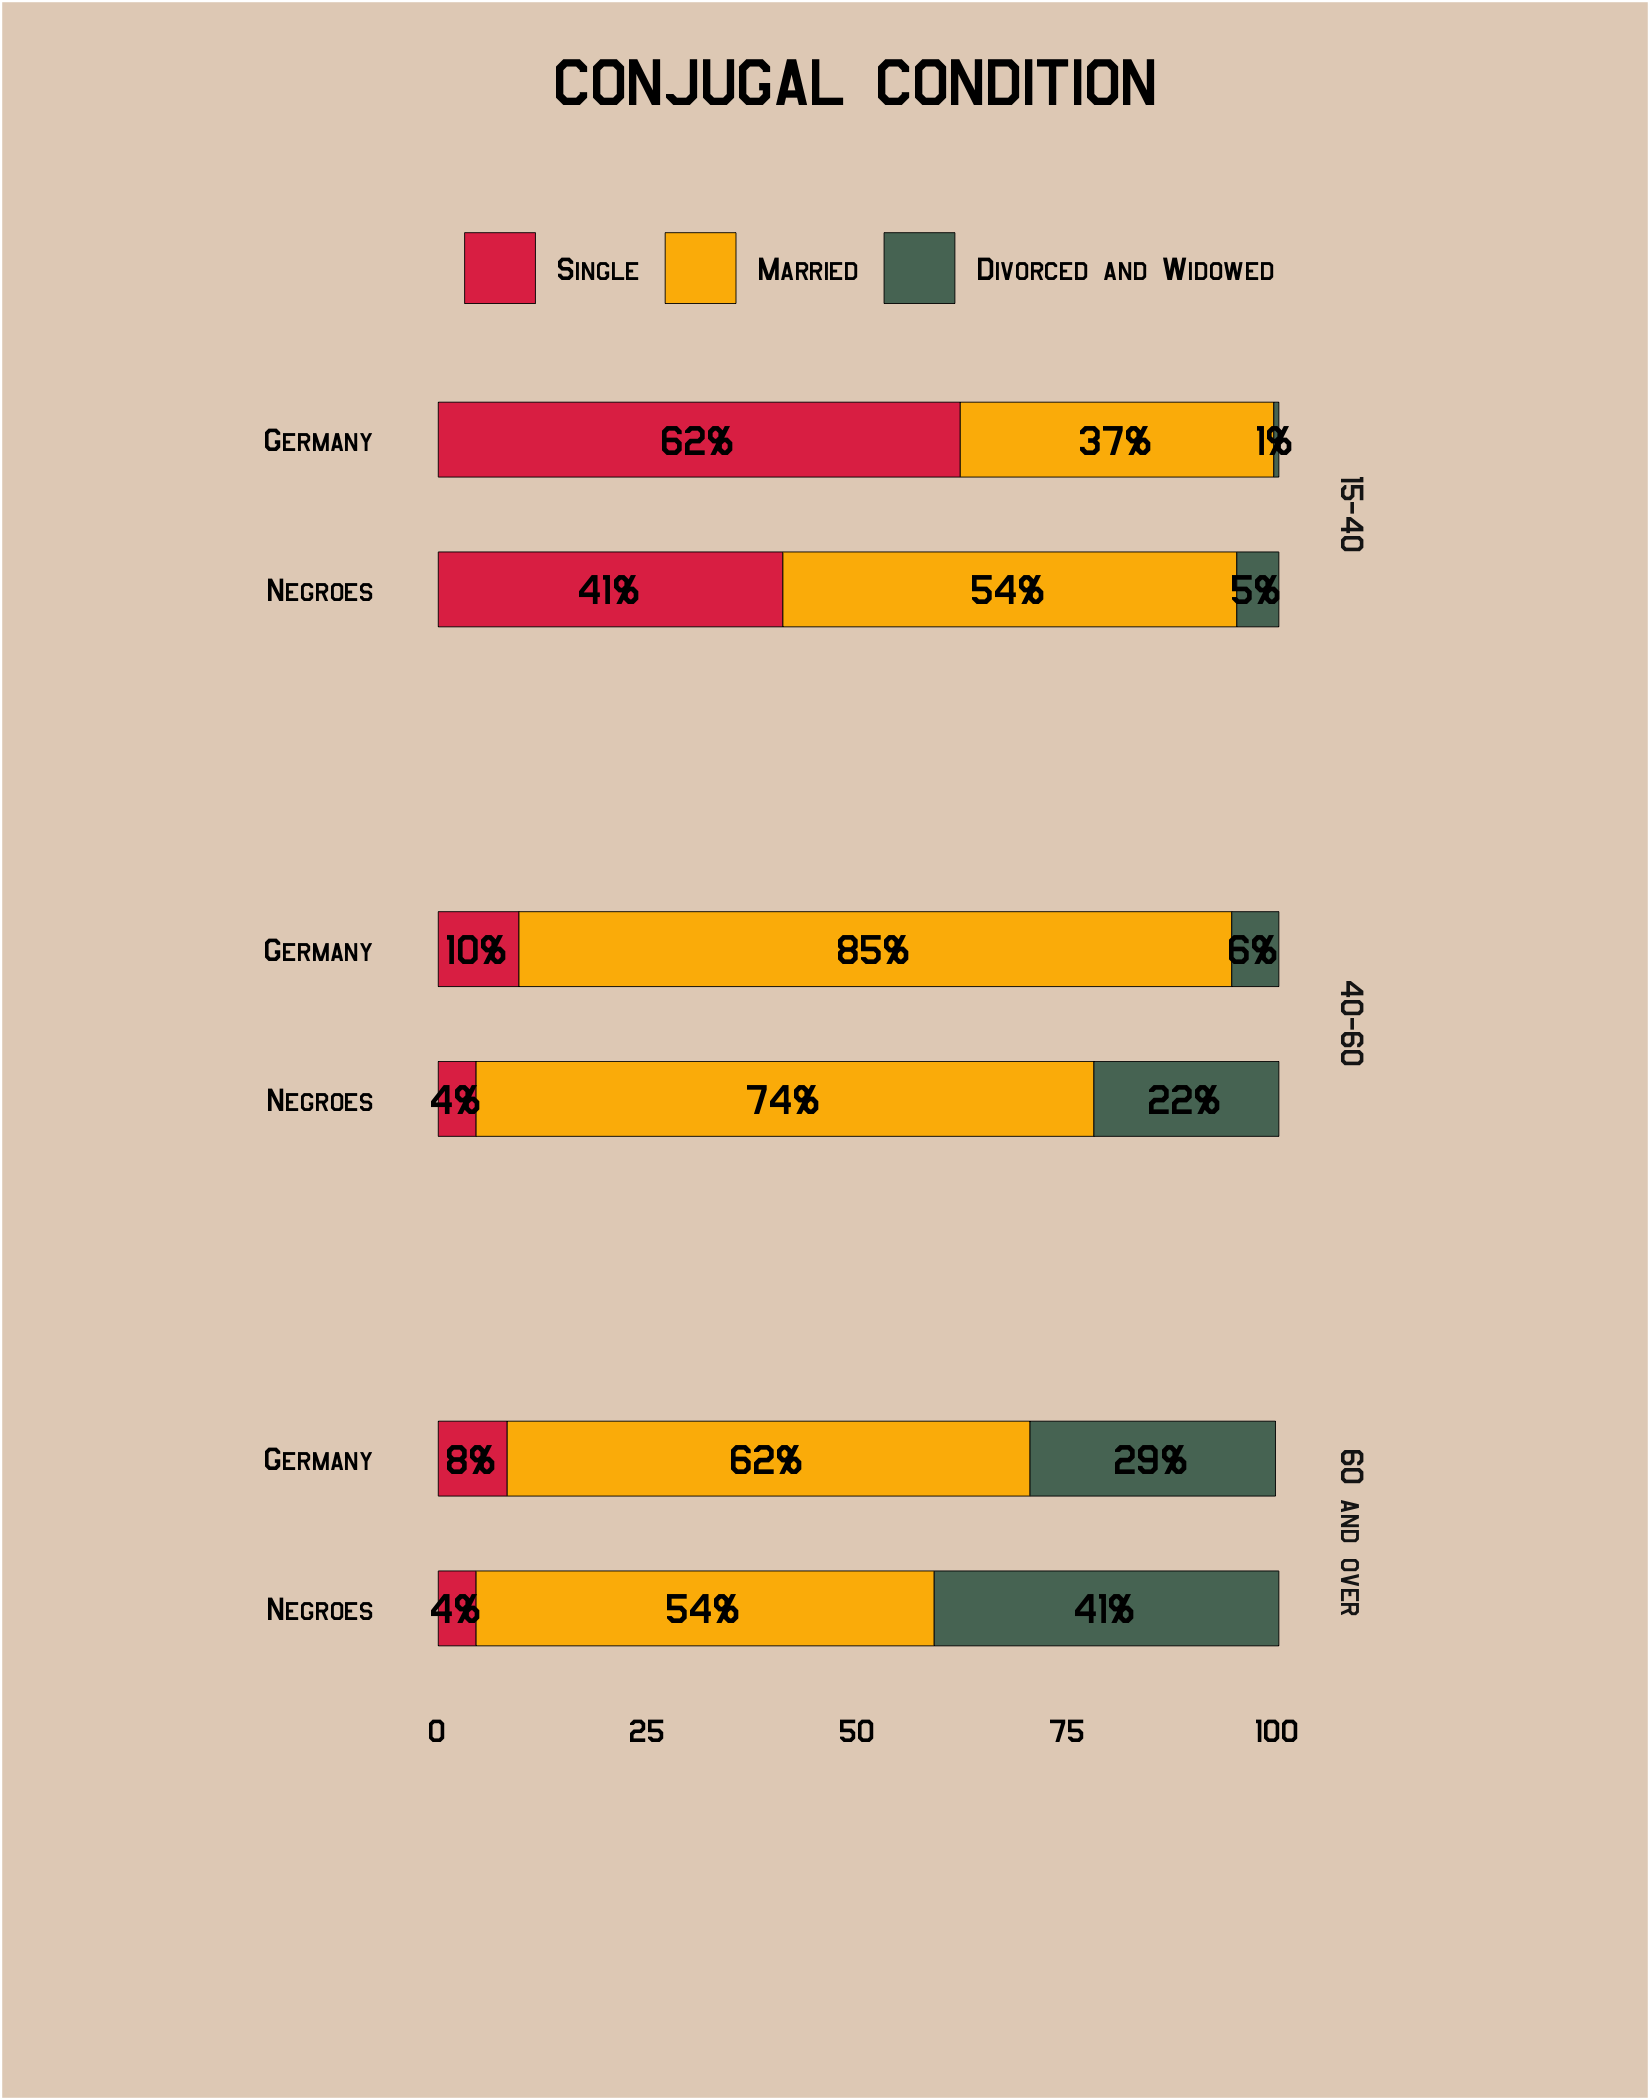 CONJUGAL CONDITION
Single Married Divorced and Widowed
Germany 62% 37% 1%
Negroes 41% 54% 5%
15-40
Germany 10% 85% 6%
Negroes 4% 74% 22%
40-60
Germany 8% 62% 29%
Negroes 4% 54% 41%
60 and over
0 25 50 75 100